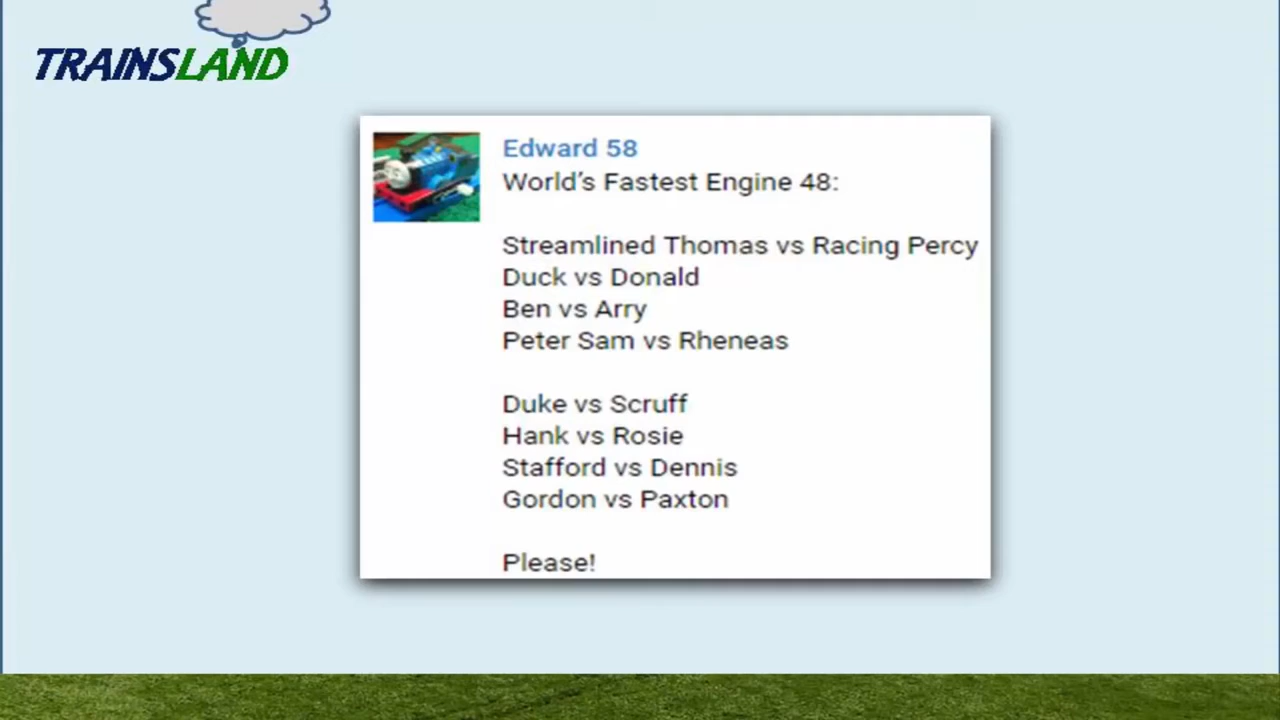 TRAINSLAND
Edward 58
World's Fastest Engine 48:
Streamlined Thomas vs Racing Percy
Duck vs Donald
Ben vs Arry
Peter Sam vs Rheneas
Duke vs Scruff
Hank vs Rosie
Stafford vs Dennis
Gordon vs Paxton
Please!